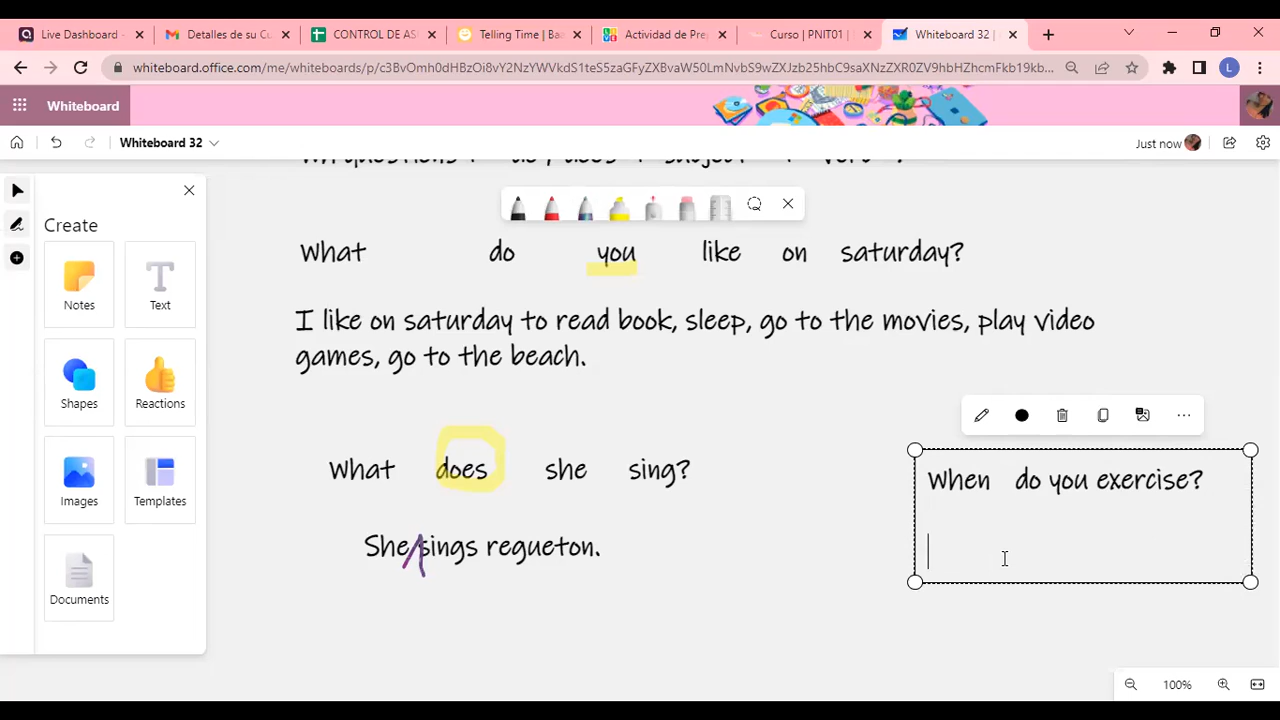 Live Dashboard -
Detalles de su Cu
CONTROL DE AS
Telling Time | Baa
Actividad de Pre
Curso | PNIT01 |
Whiteboard 32 |
whiteboard.office.com/me/whiteboards/p/
L
Whiteboard
Whiteboard 32
Just now
Create
Notes
Text
Shapes
Reactions
Images
Templates
Documents
What do you like on saturday?
I like on saturday to read book, sleep, go to the movies, play video
games, go to the beach.
What does she sing?
She sings regueton.
When do you exercise?
100%